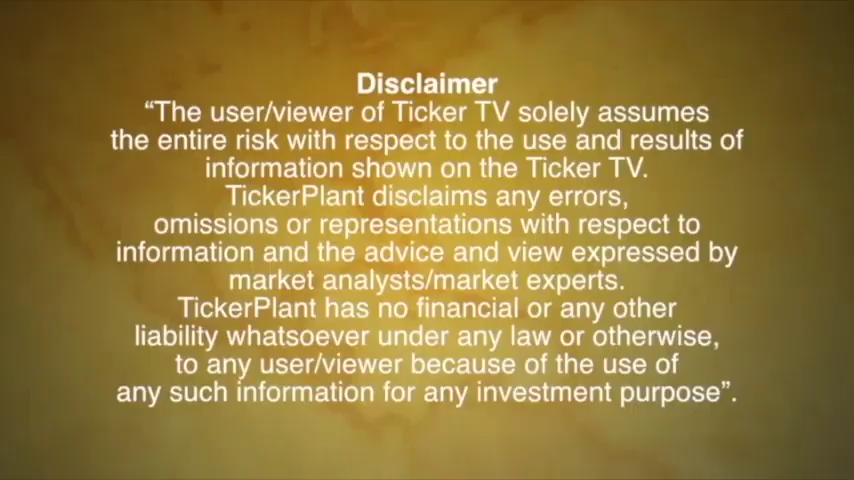 Disclaimer
“The user/viewer of Ticker TV solely assumes
the entire risk with respect to the use and results of
information shown on the Ticker TV.
TickerPlant disclaims any errors,
omissions or representations with respect to
information and the advice and view expressed by
market analysts/market experts.
TickerPlant has no financial or any other
liability whatsoever under any law or otherwise,
to any user/viewer because of the use of
any such information for any investment purpose”.